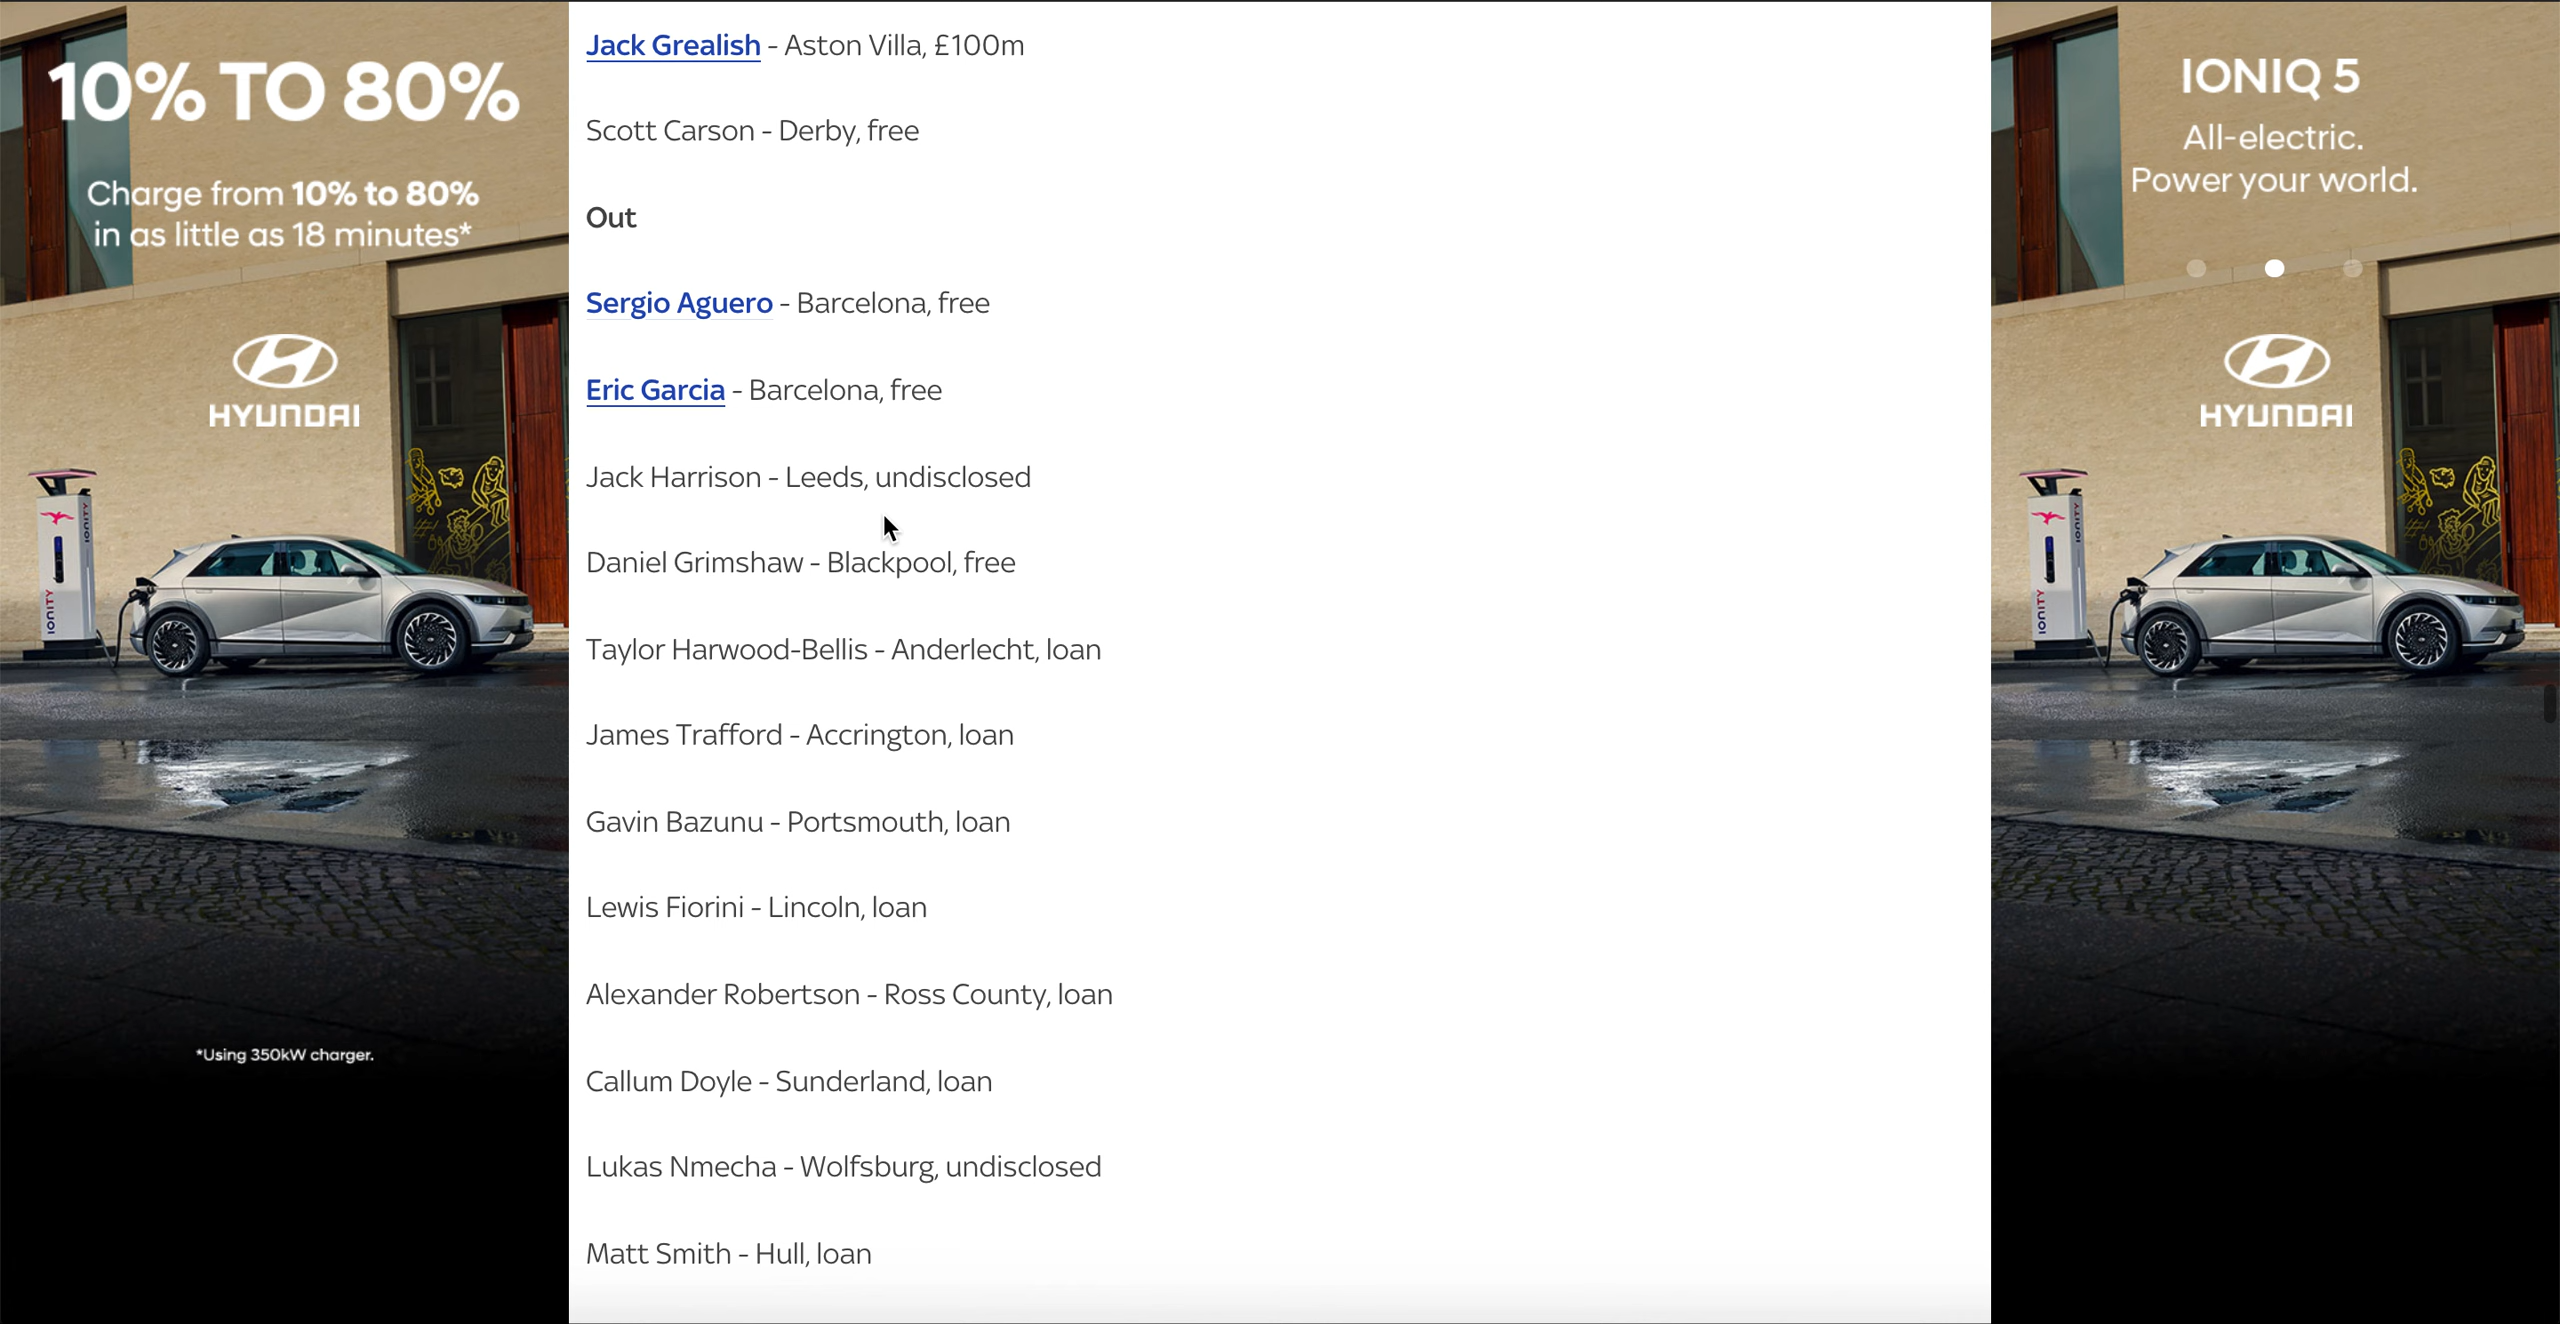 10% TO 80%
Charge from 10% to 80%
in as little as 18 minutes*
HYUNDAI
IONITY
IONITY
*Using 350kW charger.
Jack Grealish - Aston Villa, £100m
Scott Carson - Derby, free
Out
Sergio Aguero - Barcelona, free
Eric Garcia - Barcelona, free
Jack Harrison - Leeds, undisclosed
Daniel Grimshaw - Blackpool, free
Taylor Harwood-Bellis - Anderlecht, loan
James Trafford - Accrington, loan
Gavin Bazunu - Portsmouth, loan
Lewis Fiorini - Lincoln, loan
Alexander Robertson - Ross County, loan
Callum Doyle - Sunderland, loan
Lukas Nmecha - Wolfsburg, undisclosed
Matt Smith - Hull, loan
IONIQ 5
All-electric.
Power your world.
HYUNDAI
IONITY
IONITY